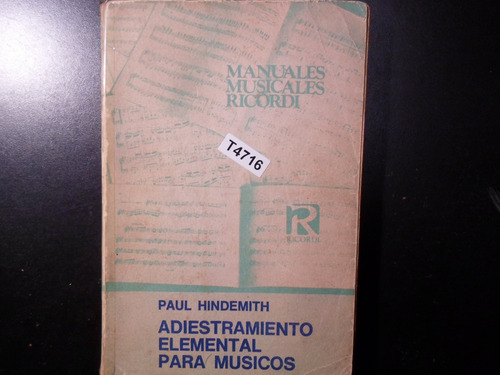 MANUALES
MUSICALES
RICORDI
T4716
R
RICORDI
PAUL HINDEMITH
ADIESTRAMIENTO
ELEMENTAL
PARA MUSICOS